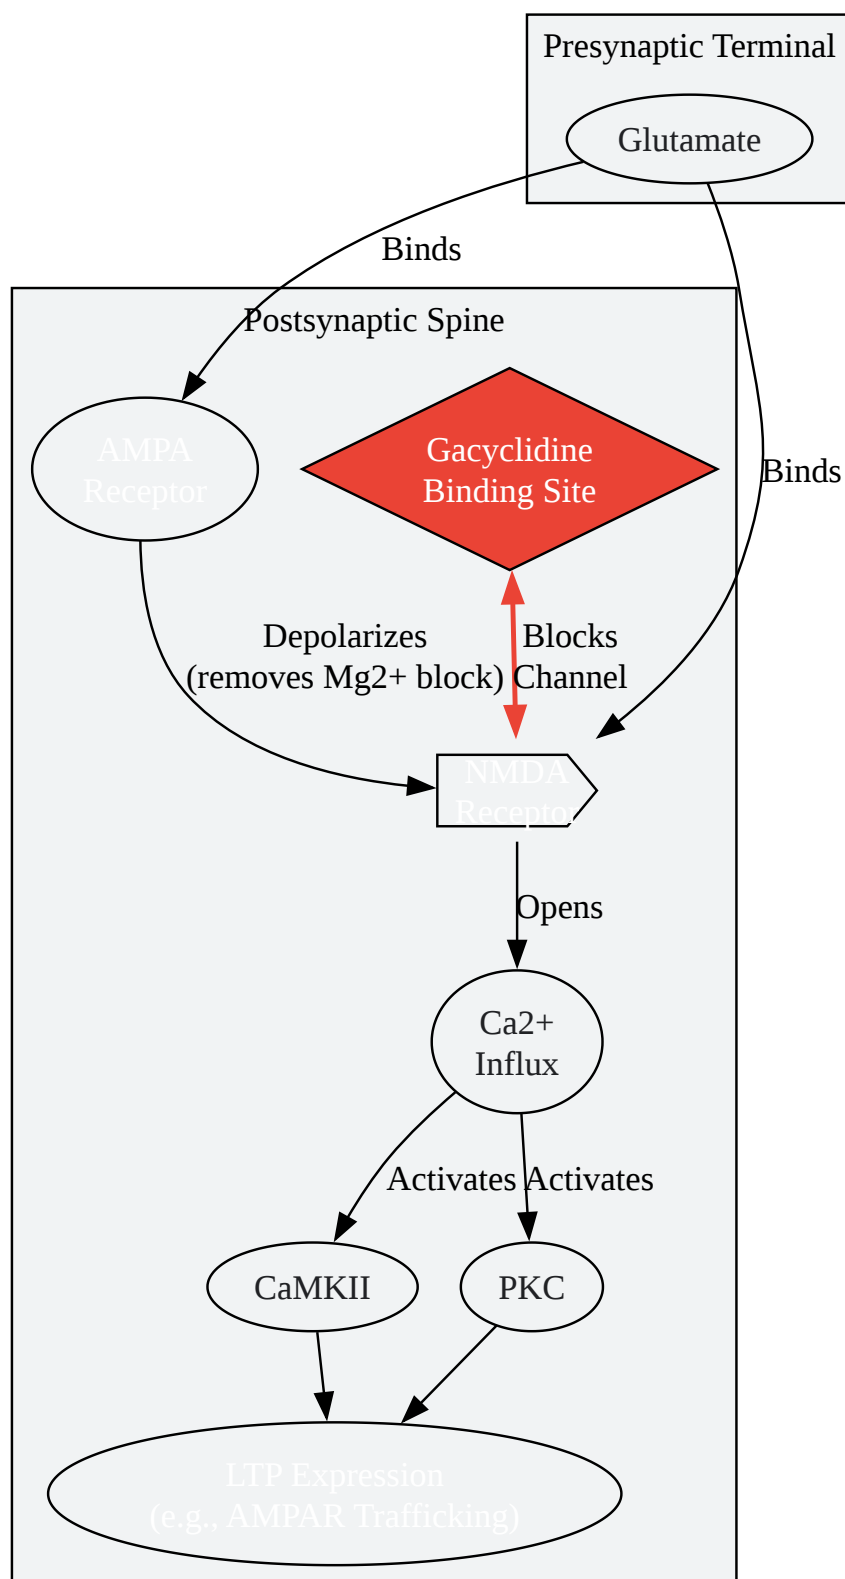 Presynaptic Terminal
Glutamate
Binds
Postsynaptic Spine
AMPA
Receptor
Gacyclidine
Binding Site
Binds
Depolarizes
(removes Mg2+ block)
Blocks
Channel
NMDA
Receptor
Opens
Ca2+
Influx
Activates
Activates
CaMKII
PKC
LTP Expression
(e.g., AMPAR Trafficking)